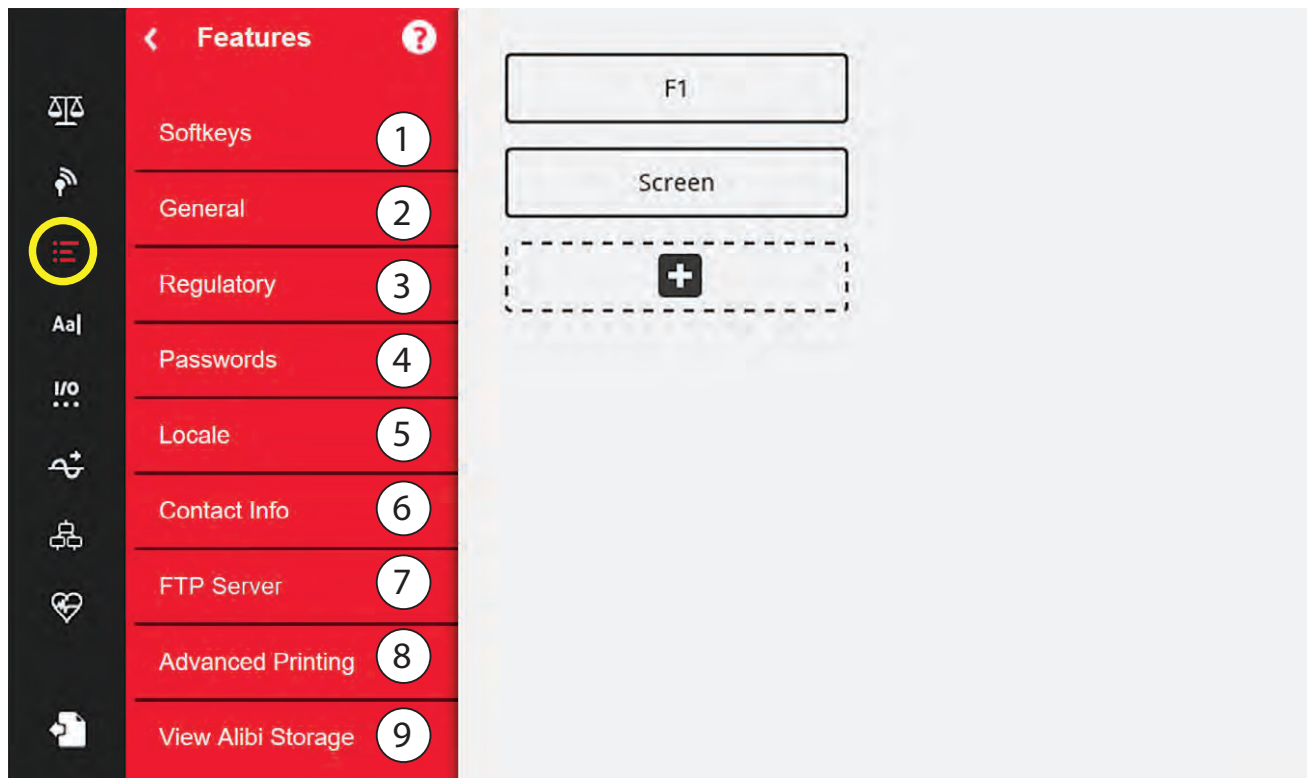 Features ?
Softkeys 1
General 2
Regulatory 3
Passwords 4
Locale 5
Contact Info 6
FTP Server 7
Advanced Printing 8
View Alibi Storage 9
Aa
I/O
F1
Screen